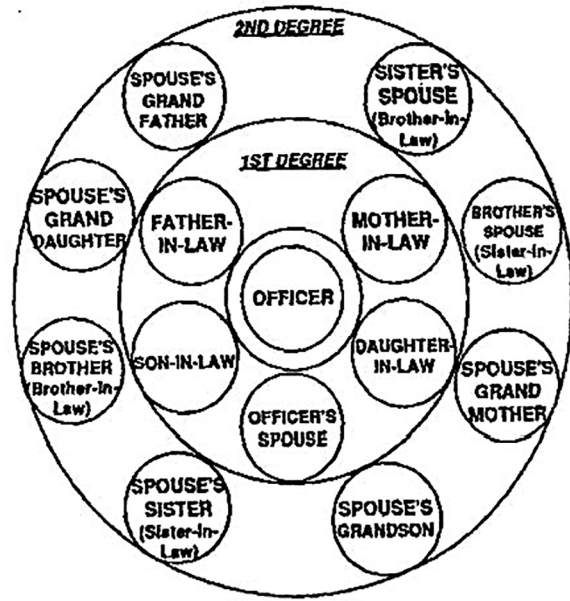 2ND DEGREE
SPOUSE'S
GRAND
FATHER
SISTER'S
SPOUSE
(Brother-In-
Law)
1ST DEGREE
SPOUSE'S
GRAND
DAUGHTER
FATHER-
IN-LAW
MOTHER-
IN-LAW
BROTHER'S
SPOUSE
(Sister-In-
Law)
OFFICER
SPOUSE'S
BROTHER
(Brother-In-
Law)
SON-IN-LAW
DAUGHTER-
IN-LAW
SPOUSE'S
GRAND
MOTHER
OFFICER'S
SPOUSE
SPOUSE'S
SISTER
(Sister-In-
Law)
SPOUSE'S
GRANDSON